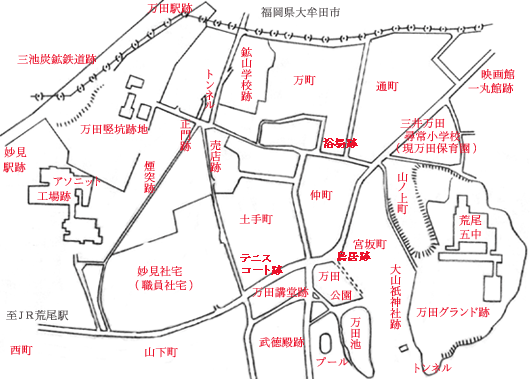 万田駅跡
福岡県大牟田市
三池炭鉱鉄道跡
トンネル
鉱山学校跡
万町
通町
映画館
一丸館跡
万田竪坑跡地
正門跡
売店跡
浴場跡
三井万田
尋常小学校
(現万田保育園)
妙見
駅跡
煙突跡
アソニット
工場跡
仲町
山ノ上町
土手町
荒尾
五中
宮坂町
テニス
コート跡
妙見社宅
(職員社宅)
万田講堂跡
万田
公園
大山祇神社跡
万田グランド跡
至JR荒尾駅
西町
山下町
武徳殿跡
プール
万田池
トンネル